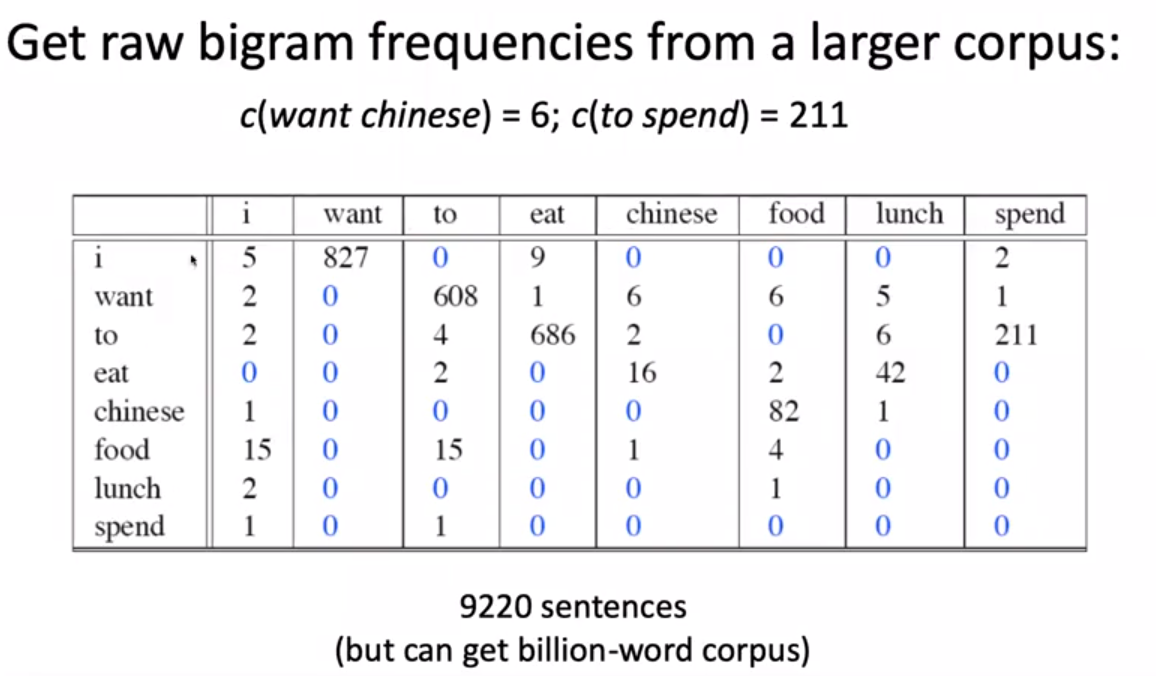 Get raw bigram frequencies from a larger corpus:
c(want chinese) = 6; c(to spend) = 211
i want to eat chinese food lunch spend
i 5 827 0 9 0 0 0 2
want 2 0 608 1 6 6 5 1
to 2 0 4 686 2 0 6 211
eat 0 0 2 0 16 2 42 0
chinese 1 0 0 0 0 82 1 0
food 15 0 15 0 1 4 0 0
lunch 2 0 0 0 0 1 0 0
spend 1 0 1 0 0 0 0 0
9220 sentences
(but can get billion-word corpus)